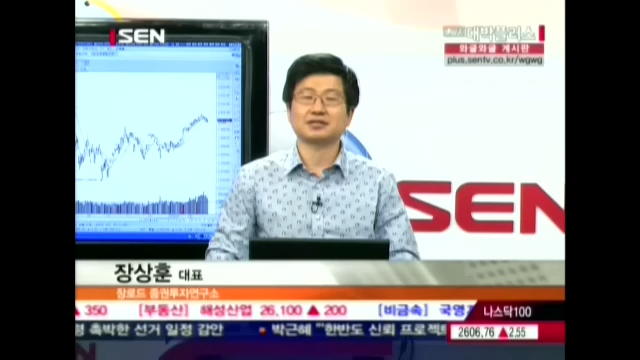 SEN
대박플러스
와글와글 게시판
plus.sentv.co.kr/wgwg
SEN
장상훈 대표
장로드 증권투자연구소
▲ 350 [부동산] 해성산업 26,100 ▲ 200 [비금속] 국영
나스닥100
령 촉박한 선거 일정 감안 • 박근혜 "'한반도 신뢰 프로젝트
2606,76 ▲ 2,55